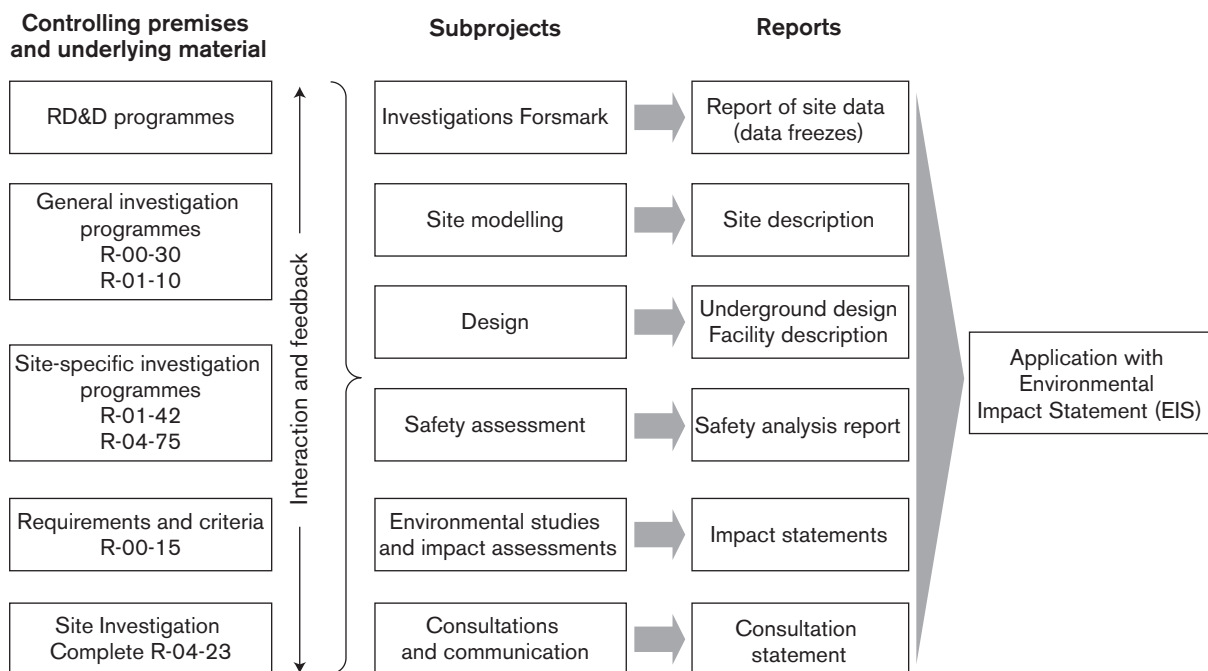 Controlling premises
and underlying material
RD&D programmes
General investigation
programmes
R-00-30
R-01-10
Site-specific investigation
programmes
R-01-42
R-04-75
Requirements and criteria
R-00-15
Site Investigation
Complete R-04-23
Interaction and feedback
Subprojects
Investigations Forsmark
Site modelling
Design
Safety assessment
Environmental studies
and impact assessments
Consultations
and communication
Reports
Report of site data
(data freezes)
Site description
Underground design
Facility description
Safety analysis report
Impact statements
Consultation
statement
Application with
Environmental
Impact Statement (EIS)